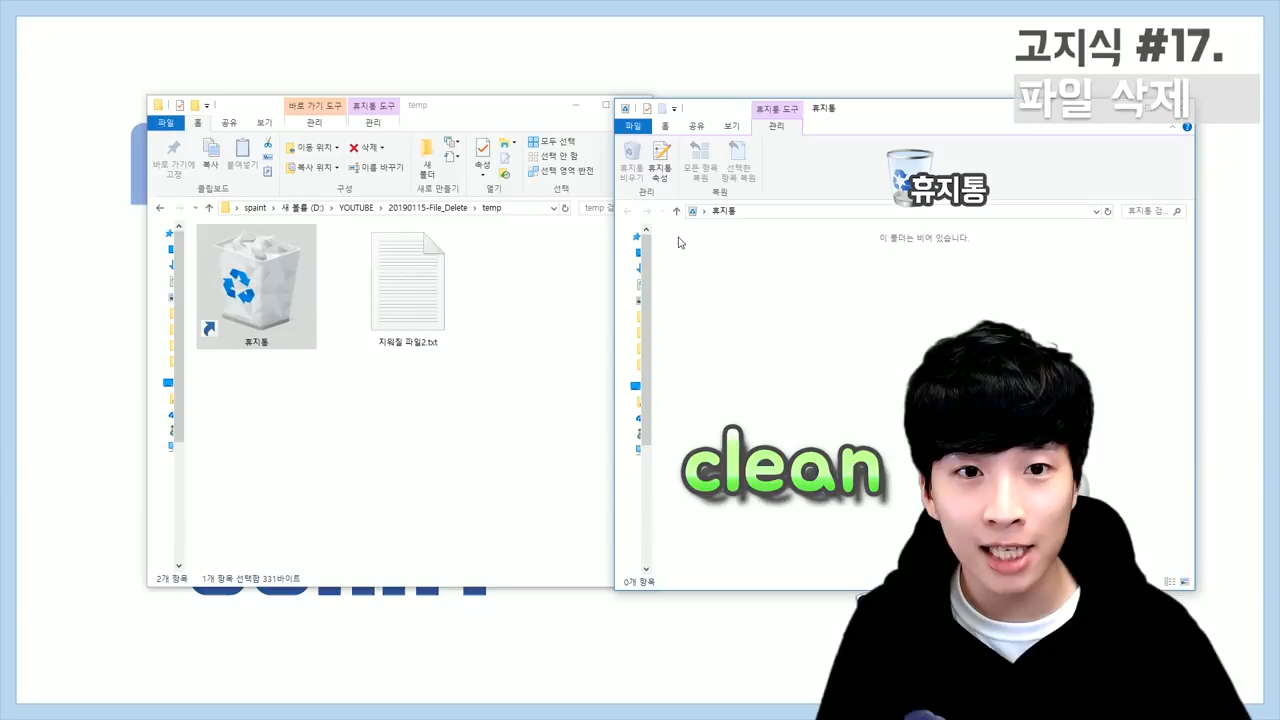 고지식 #17.
파일 삭제
바로 가기 도구
휴지통 도구
temp
파일
홈
공유
보기
관리
관리
바로 가기에
고정
복사
붙여넣기
이동 위치
복사 위치
삭제
이름 바꾸기
새
폴더
속성
모두 선택
선택 안 함
선택 영역 반전
클립보드
구성
새로 만들기
열기
선택
spaint > 새 볼륨 (D:) > YOUTUBE > 20190115-File_Delete > temp
temp 검
휴지통
지워질 파일2.txt
2개 항목
1개 항목 선택함 331바이트
휴지통 도구
휴지통
파일
홈
공유
보기
관리
휴지통
비우기
휴지통
속성
모든 항목
복원
선택한
항목 복원
관리
복원
휴지통
휴지통
휴지통 검...
이 폴더는 비어 있습니다.
clean
0개 항목